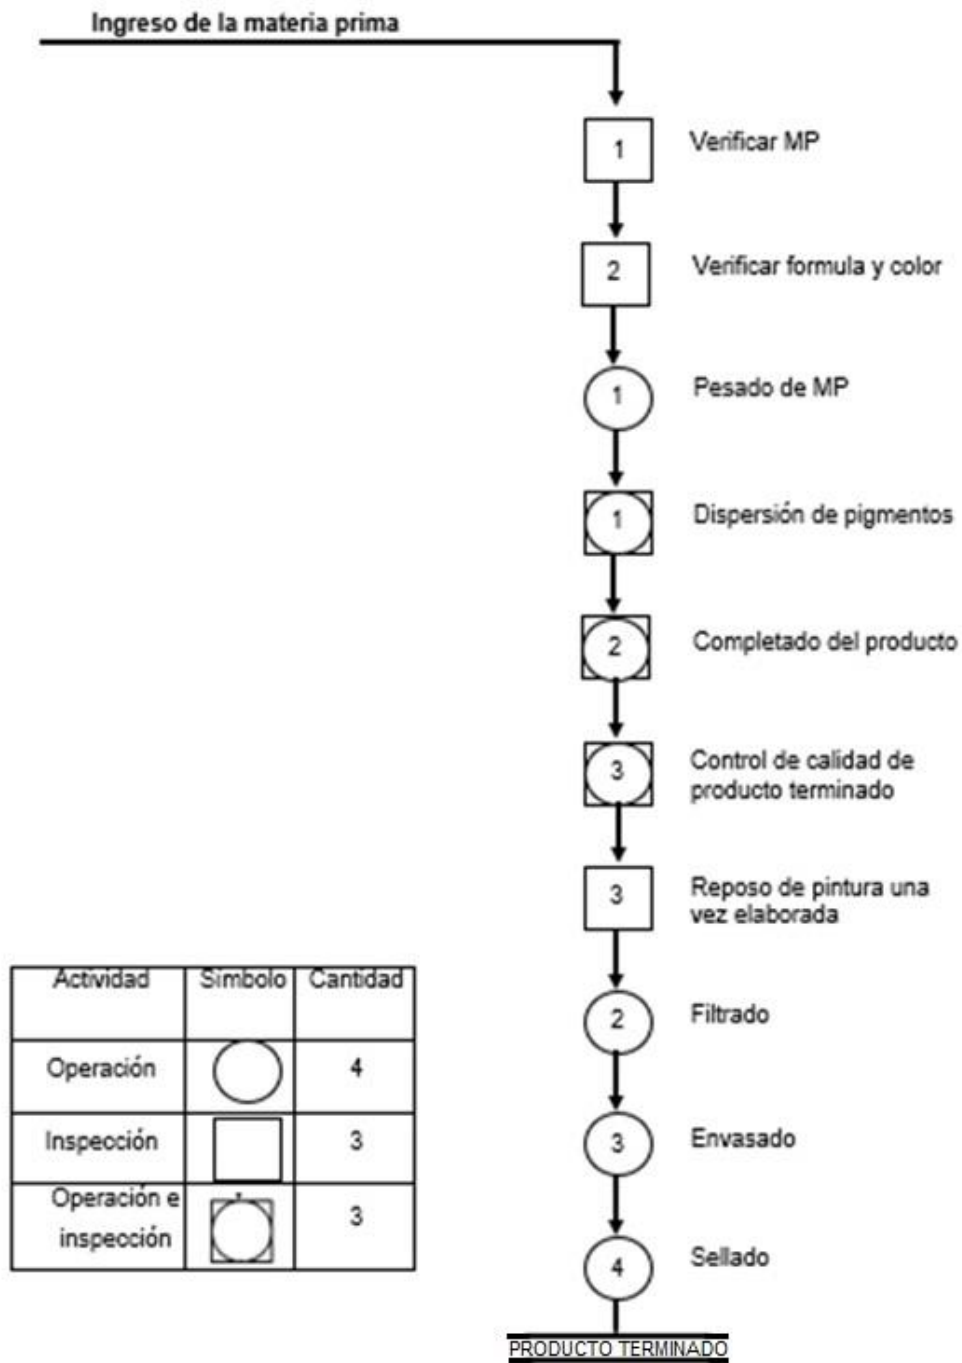 Ingreso de la materia prima
1
Verificar MP
2
Verificar formula y color
1
Pesado de MP
1
Dispersión de pigmentos
2
Completado del producto
3
Control de calidad de
producto terminado
3
Reposo de pintura una
vez elaborada
2
Filtrado
3
Envasado
4
Sellado
PRODUCTO TERMINADO
Actividad Simbolo Cantidad
Operación 4
Inspección 3
Operación e
inspección 3